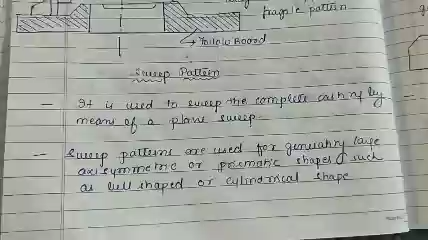 fragile pattern
Follow Board
Sweep Pattern
— It is used to sweep the complete casting by
means of a plane sweep.
— Sweep patterns are used for generating large
axisymmetric or prismatic shapes such
as bell shaped or cylindrical shape